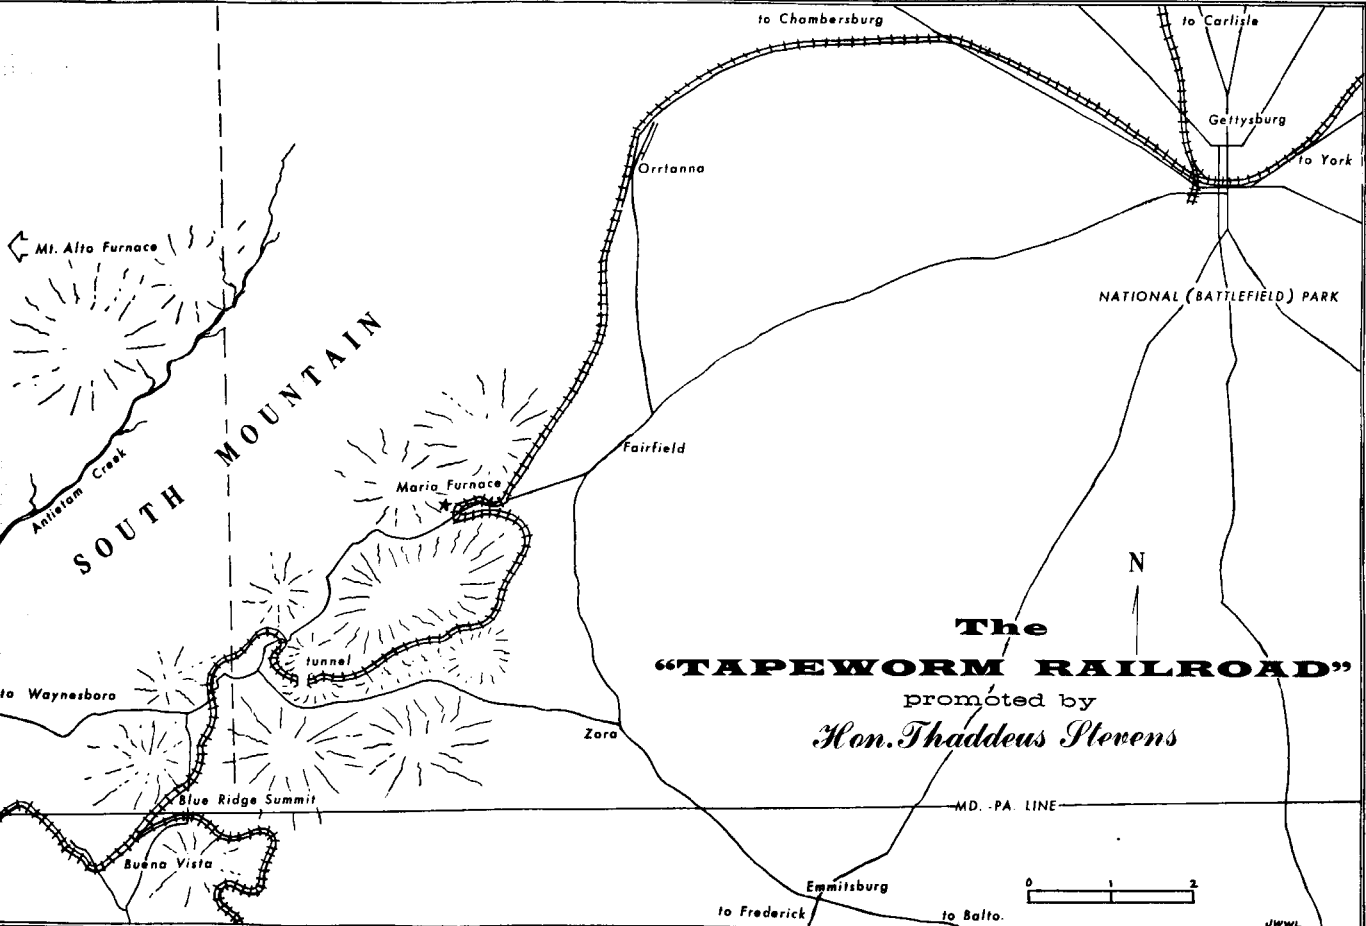 to Chambersburg
to Carlisle
Gettysburg
to York
Orrtanna
Mt. Alto Furnace
NATIONAL (BATTLEFIELD) PARK
SOUTH MOUNTAIN
Fairfield
Antietam Creek
Maria Furnace
N
The
“TAPEWORM RAILROAD”
promoted by
Hon. Thaddeus Stevens
tunnel
to Waynesboro
Zora
Blue Ridge Summit
MD.-PA. LINE
Buena Vista
Emmitsburg
0 1 2
to Frederick
to Balto.
JWWL